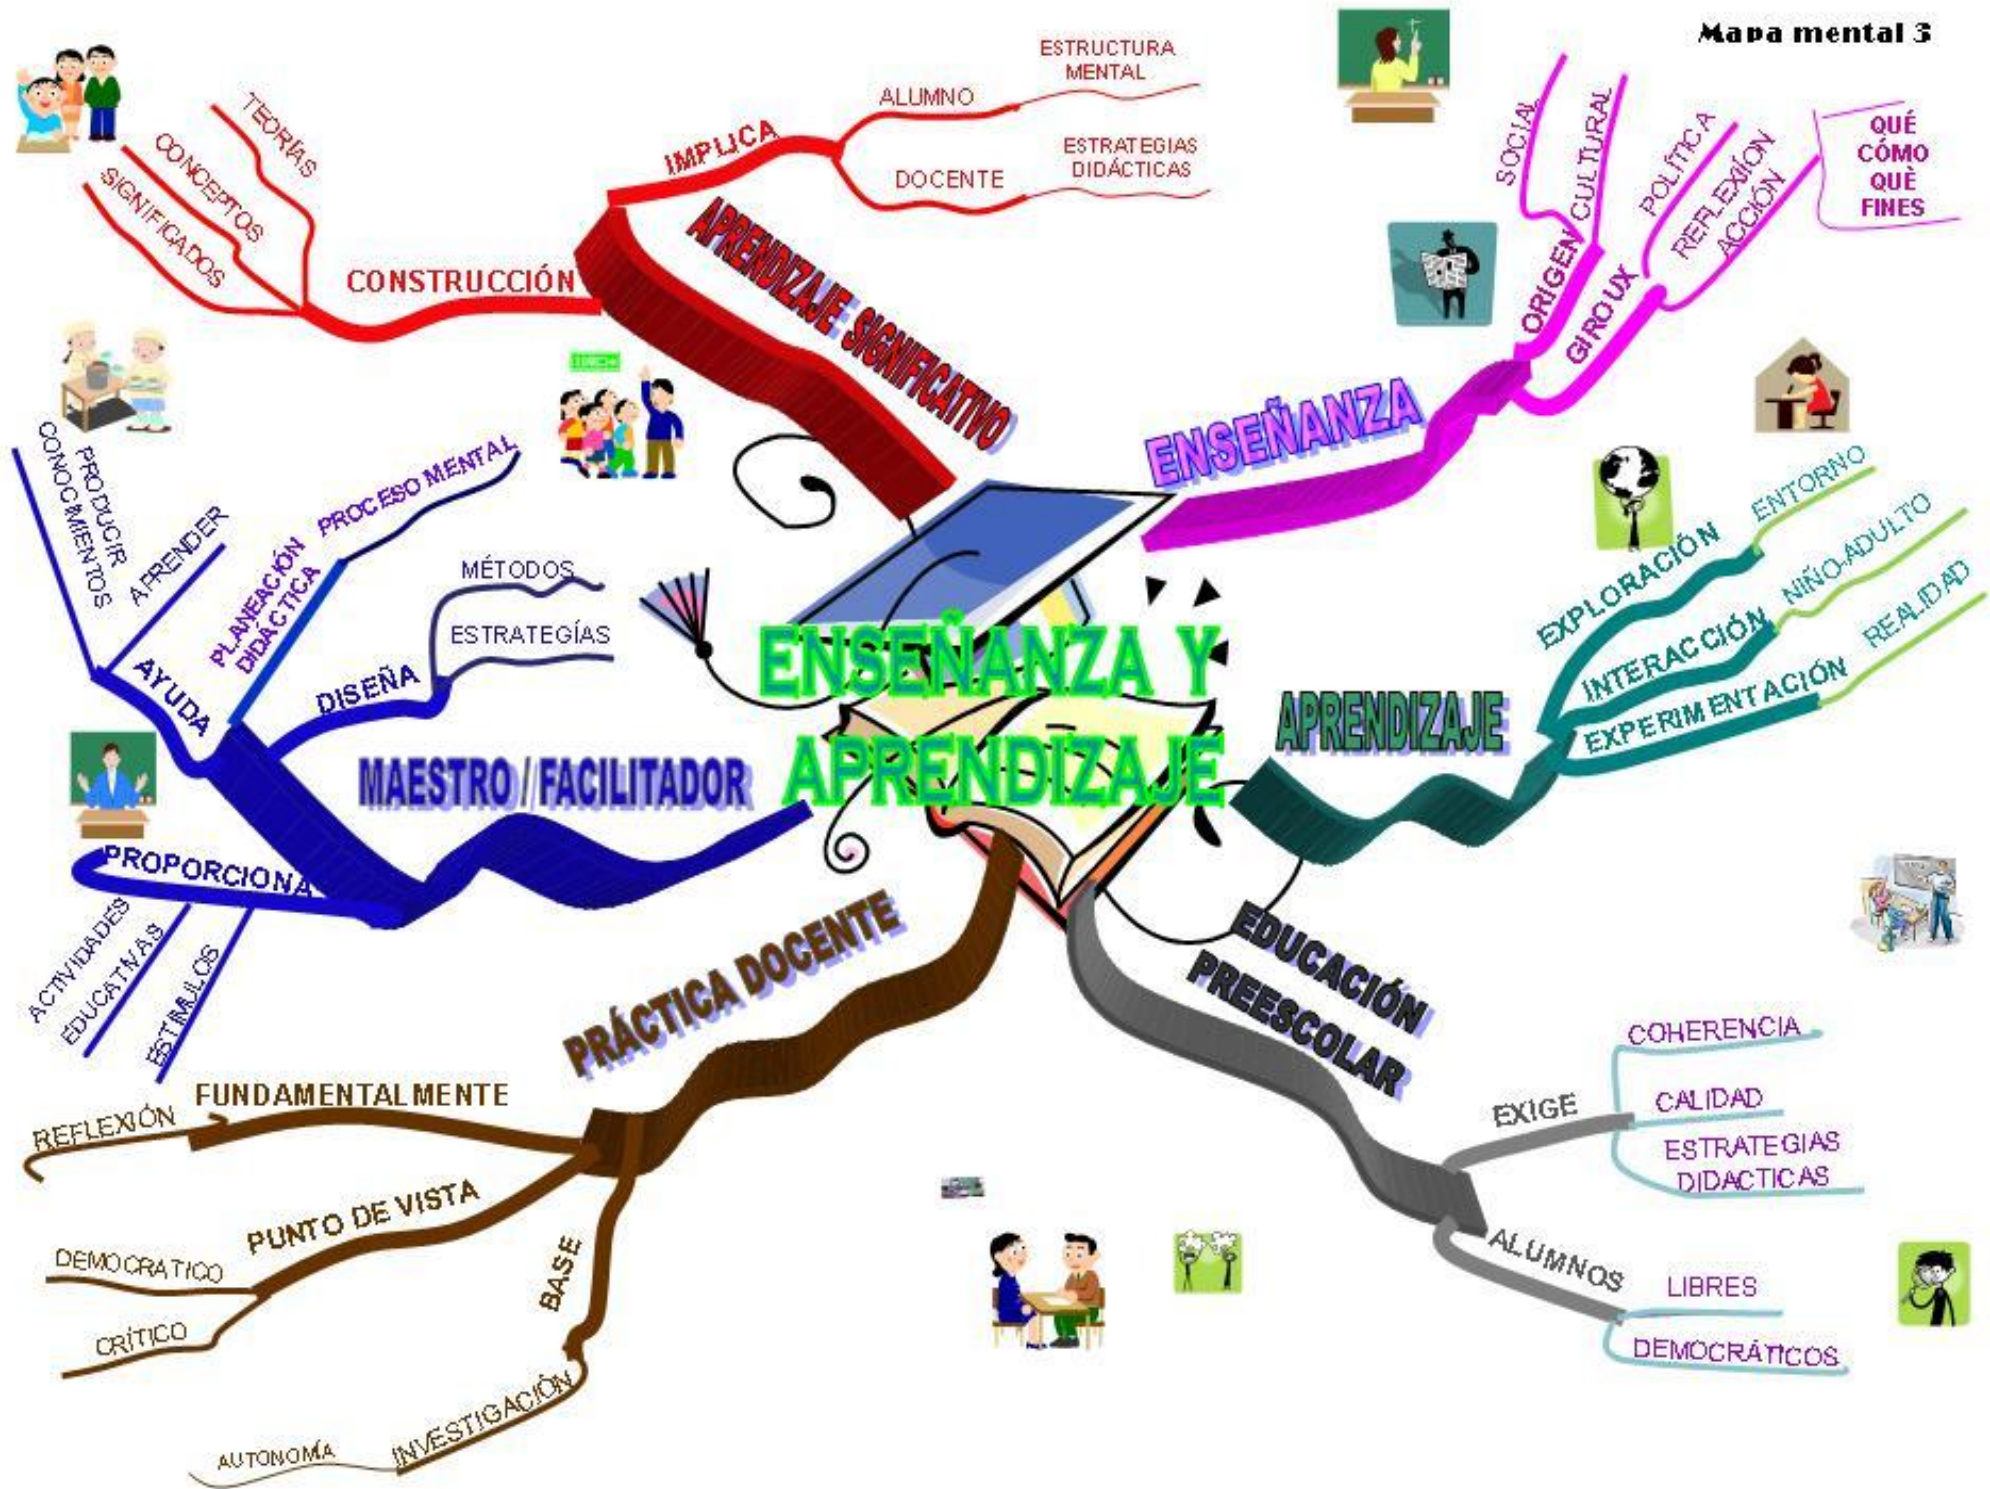 Mapa mental 3
ENSEÑANZA Y
APRENDIZAJE
ENSEÑANZA
ORIGEN
SOCIAL
CULTURAL
GIROUX
POLÍTICA
REFLEXÍON
ACCIÓN
QUÉ
CÓMO
QUÈ
FINES
APRENDIZAJE
EXPLORACIÓN
ENTORNO
INTERACCIÓN
NIÑO-ADULTO
EXPERIMENTACIÓN
REALIDAD
EDUCACIÓN
PREESCOLAR
EXIGE
COHERENCIA
CALIDAD
ESTRATEGIAS
DIDACTICAS
ALUMNOS
LIBRES
DEMOCRÁTICOS
PRÁCTICA DOCENTE
FUNDAMENTALMENTE
REFLEXIÓN
PUNTO DE VISTA
DEMOCRATICO
CRÍTICO
BASE
INVESTIGACIÓN
AUTONOMÍA
MAESTRO / FACILITADOR
PROPORCIONA
ACTIVIDADES
EDUCATIVAS
ESTIMULOS
AYUDA
PRODUCIR
CONOCIMIENTOS
APRENDER
PLANEACIÓN
DIDÁCTICA
PROCESO MENTAL
DISEÑA
MÉTODOS
ESTRATEGÍAS
APRENDIZAJE SIGNIFICATIVO
CONSTRUCCIÓN
SIGNIFICADOS
CONCEPTOS
TEORÍAS
IMPLICA
ALUMNO
ESTRUCTURA
MENTAL
DOCENTE
ESTRATEGIAS
DIDÁCTICAS